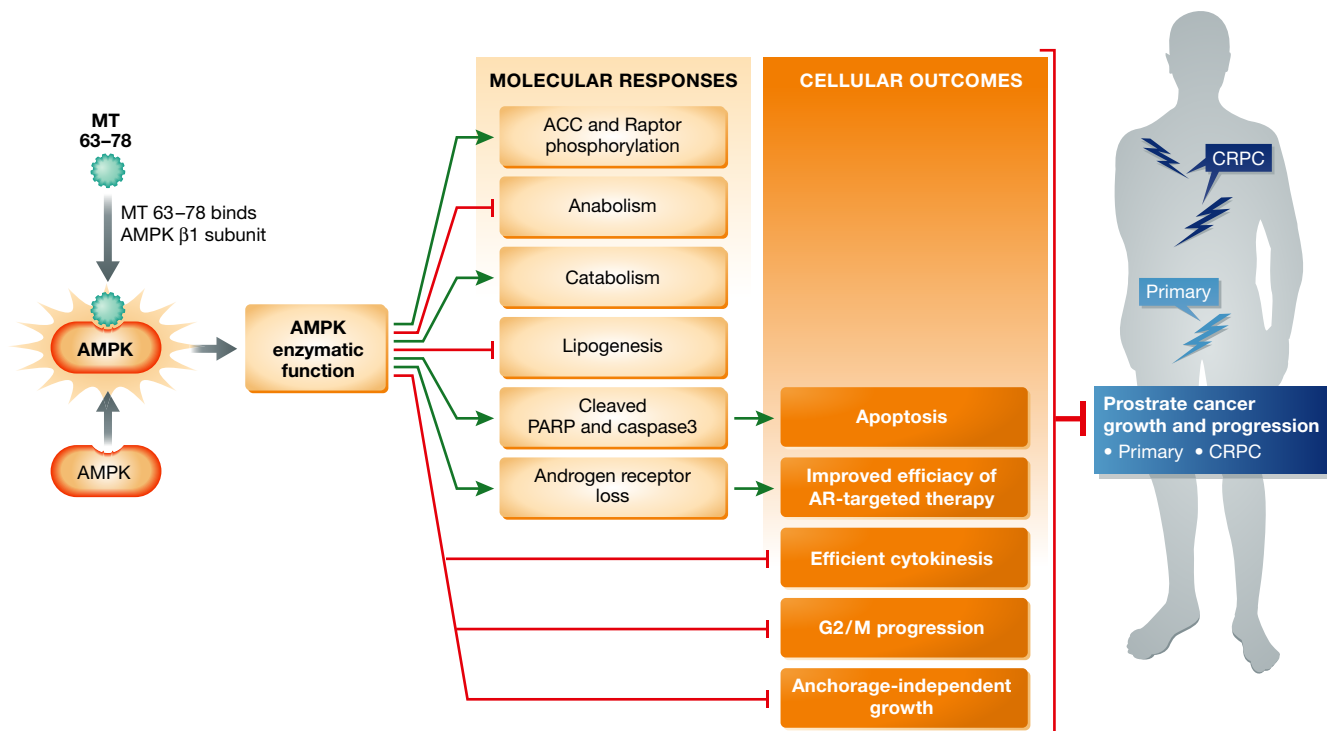 MT
63–78
MT 63–78 binds
AMPK β1 subunit
AMPK
AMPK
AMPK
enzymatic
function
MOLECULAR RESPONSES
ACC and Raptor
phosphorylation
Anabolism
Catabolism
Lipogenesis
Cleaved
PARP and caspase3
Androgen receptor
loss
CELLULAR OUTCOMES
Apoptosis
Improved effıciacy of
AR-targeted therapy
Efficient cytokinesis
G2/M progression
Anchorage-independent
growth
CRPC
Primary
Prostrate cancer
growth and progression
• Primary • CRPC